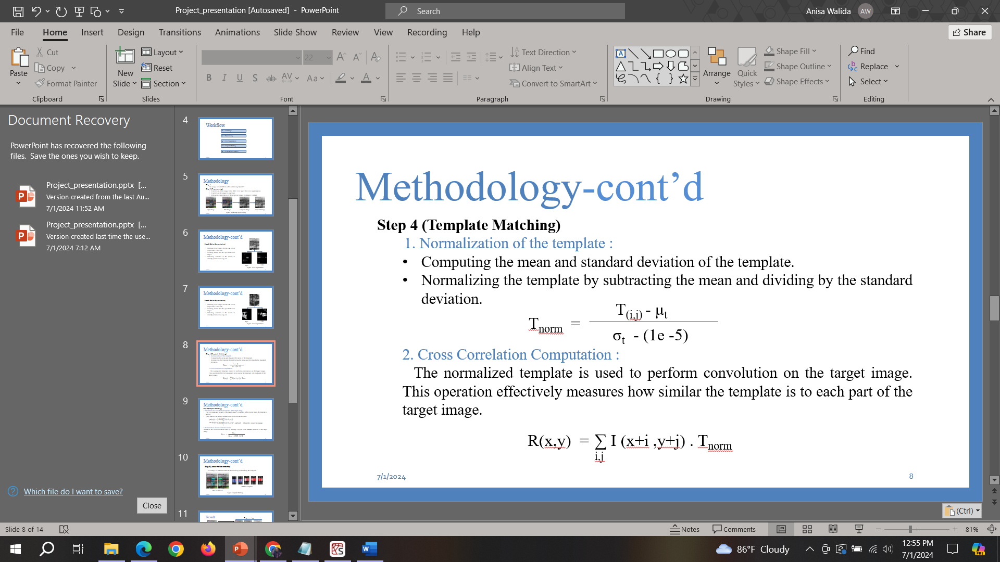 Project_presentation [Autosaved] - PowerPoint
Search
Anisa Walida AW
File Home Insert Design Transitions Animations Slide Show Review View Recording Help
Share
Paste
Cut
Copy
Format Painter
Clipboard
New Slide
Layout
Reset
Section
Slides
22
B I U S ab AV Aa A
Font
Text Direction
Align Text
Convert to SmartArt
Paragraph
Arrange
Quick Styles
Shape Fill
Shape Outline
Shape Effects
Drawing
Find
Replace
Select
Editing
Document Recovery
PowerPoint has recovered the following
files. Save the ones you wish to keep.
Project_presentation.pptx [...
Version created from the last Au...
7/1/2024 11:52 AM
Project_presentation.pptx [...
Version created last time the use...
7/1/2024 7:12 AM
Which file do I want to save?
Close
4
Workflow
5
Methodology
6
Methodology-cont'd
7
Methodology-cont'd
8
Methodology-cont'd
9
Methodology-cont'd
10
Methodology-cont'd
11
Result
Methodology-cont’d
Step 4 (Template Matching)
1. Normalization of the template :
• Computing the mean and standard deviation of the template.
• Normalizing the template by subtracting the mean and dividing by the standard
deviation.
T(i,j) - μt
Tnorm =
σt - (1e -5)
2. Cross Correlation Computation :
The normalized template is used to perform convolution on the target image.
This operation effectively measures how similar the template is to each part of the
target image.
R(x,y) = ∑ I (x+i ,y+j) . Tnorm
i,j
7/1/2024
8
(Ctrl)
Slide 8 of 14
Notes
Comments
81%
86°F Cloudy
12:55 PM
7/1/2024